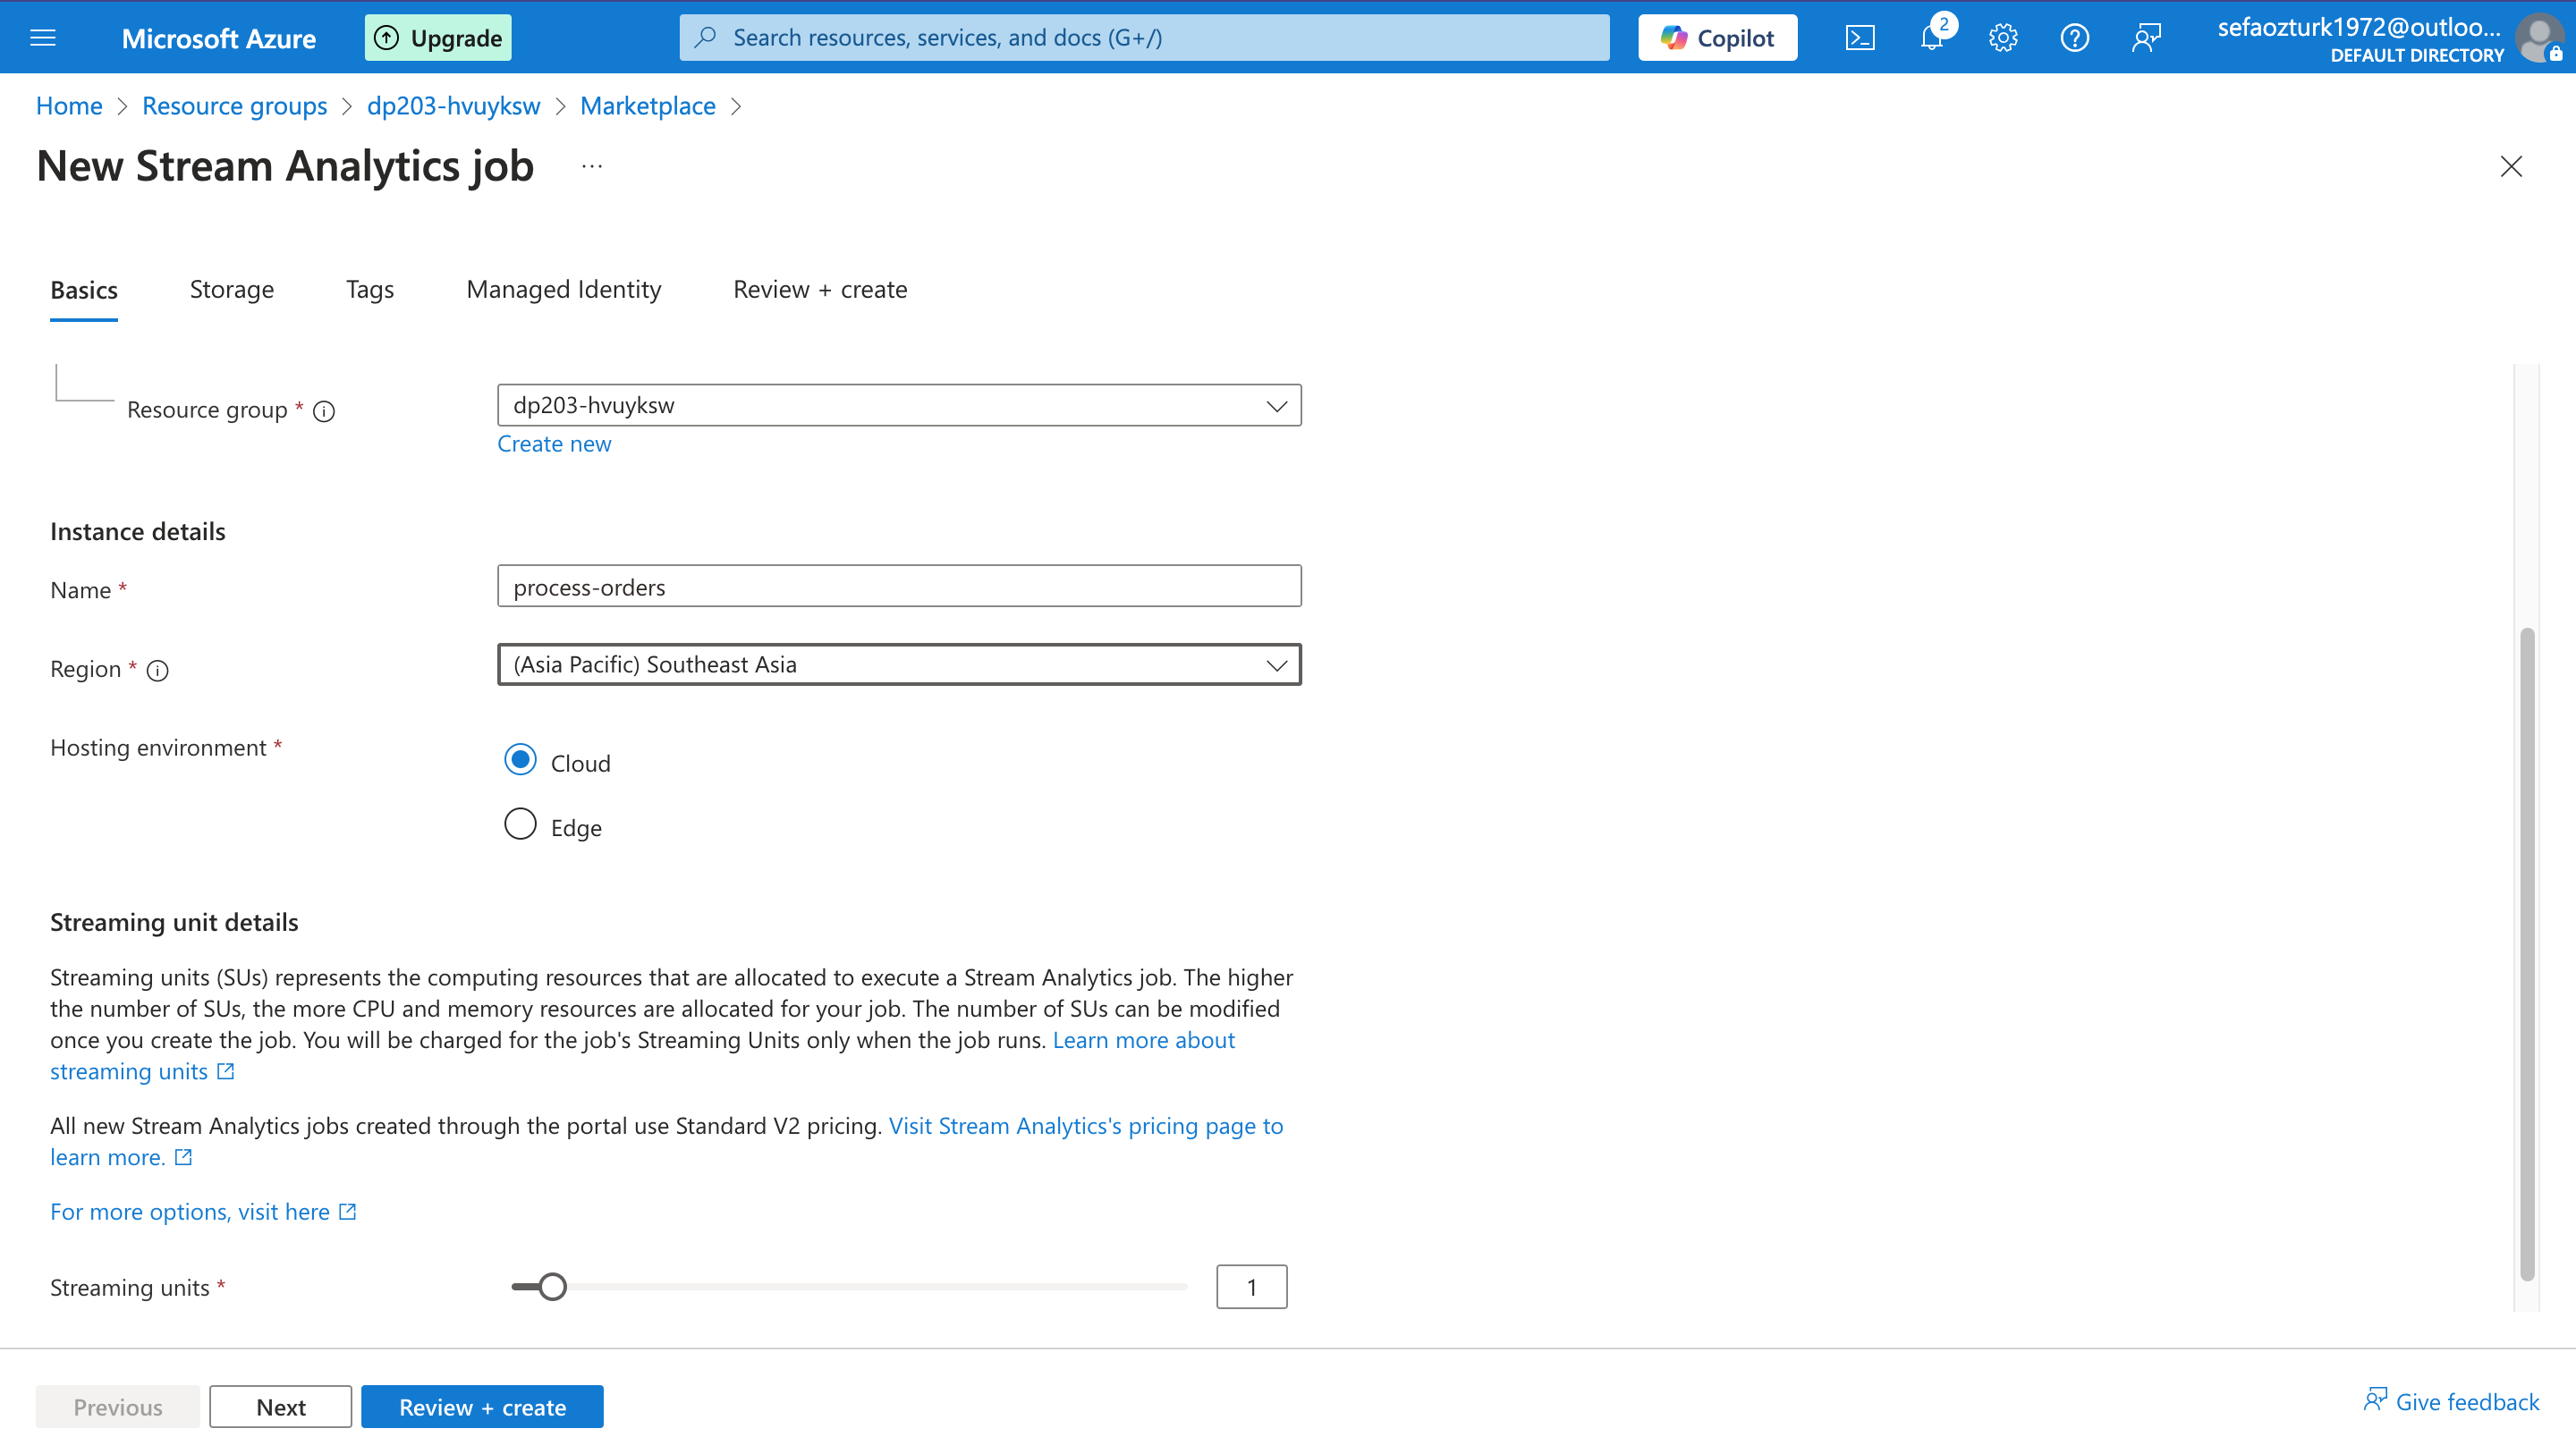 Microsoft Azure
Upgrade
Search resources, services, and docs (G+/)
Copilot
2
sefaozturk1972@outloo...
DEFAULT DIRECTORY
Home > Resource groups > dp203-hvuyksw > Marketplace >
New Stream Analytics job ...
Basics Storage Tags Managed Identity Review + create
Resource group *
dp203-hvuyksw
Create new
Instance details
Name *
process-orders
Region *
(Asia Pacific) Southeast Asia
Hosting environment *
Cloud
Edge
Streaming unit details
Streaming units (SUs) represents the computing resources that are allocated to execute a Stream Analytics job. The higher
the number of SUs, the more CPU and memory resources are allocated for your job. The number of SUs can be modified
once you create the job. You will be charged for the job's Streaming Units only when the job runs. Learn more about
streaming units
All new Stream Analytics jobs created through the portal use Standard V2 pricing. Visit Stream Analytics's pricing page to
learn more.
For more options, visit here
Streaming units *
1
Previous
Next
Review + create
Give feedback